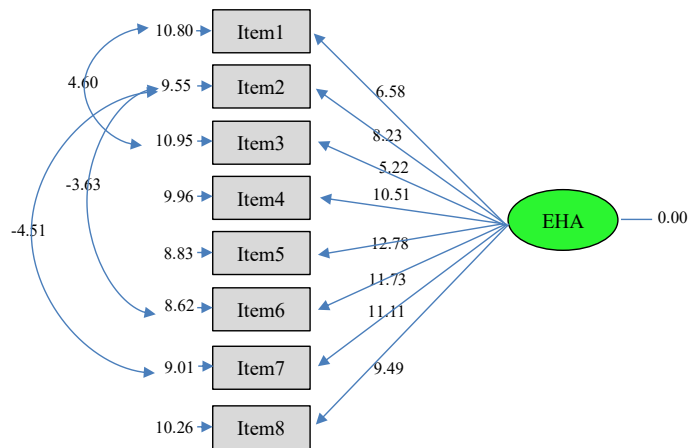 10.80 Item1
4.60
6.58
9.55 Item2
8.23
10.95 Item3
5.22
-3.63
9.96 Item4
10.51
EHA 0.00
-4.51
8.83 Item5
12.78
8.62 Item6
11.73
11.11
9.01 Item7
9.49
10.26 Item8